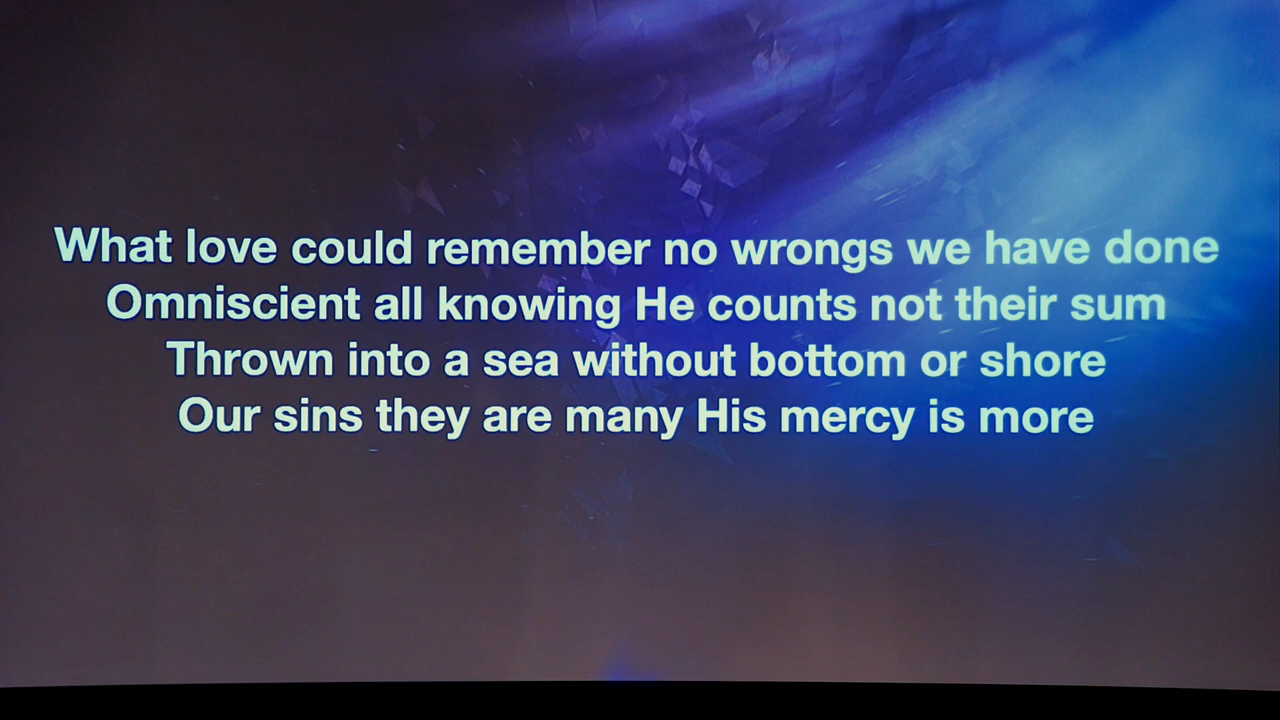 What love could remember no wrongs we have done
Omniscient all knowing He counts not their sum
Thrown into a sea without bottom or shore
Our sins they are many His mercy is more